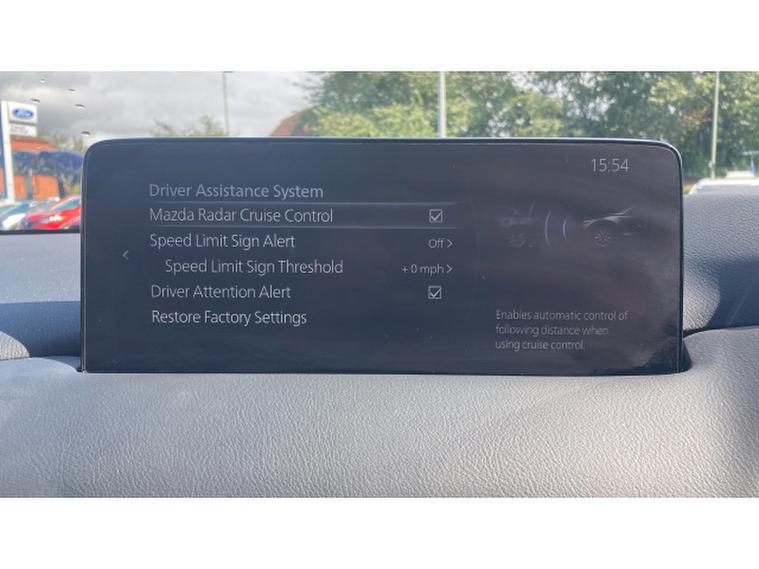 Ford
15:54
Driver Assistance System
Mazda Radar Cruise Control
Speed Limit Sign Alert Off
Speed Limit Sign Threshold + 0 mph
Driver Attention Alert
Restore Factory Settings
Enables automatic control of
following distance when
using cruise control.